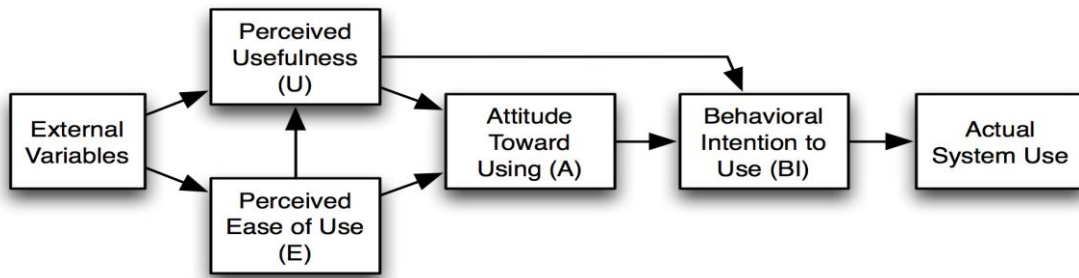 External
Variables
Perceived
Usefulness
(U)
Perceived
Ease of Use
(E)
Attitude
Toward
Using (A)
Behavioral
Intention to
Use (BI)
Actual
System Use